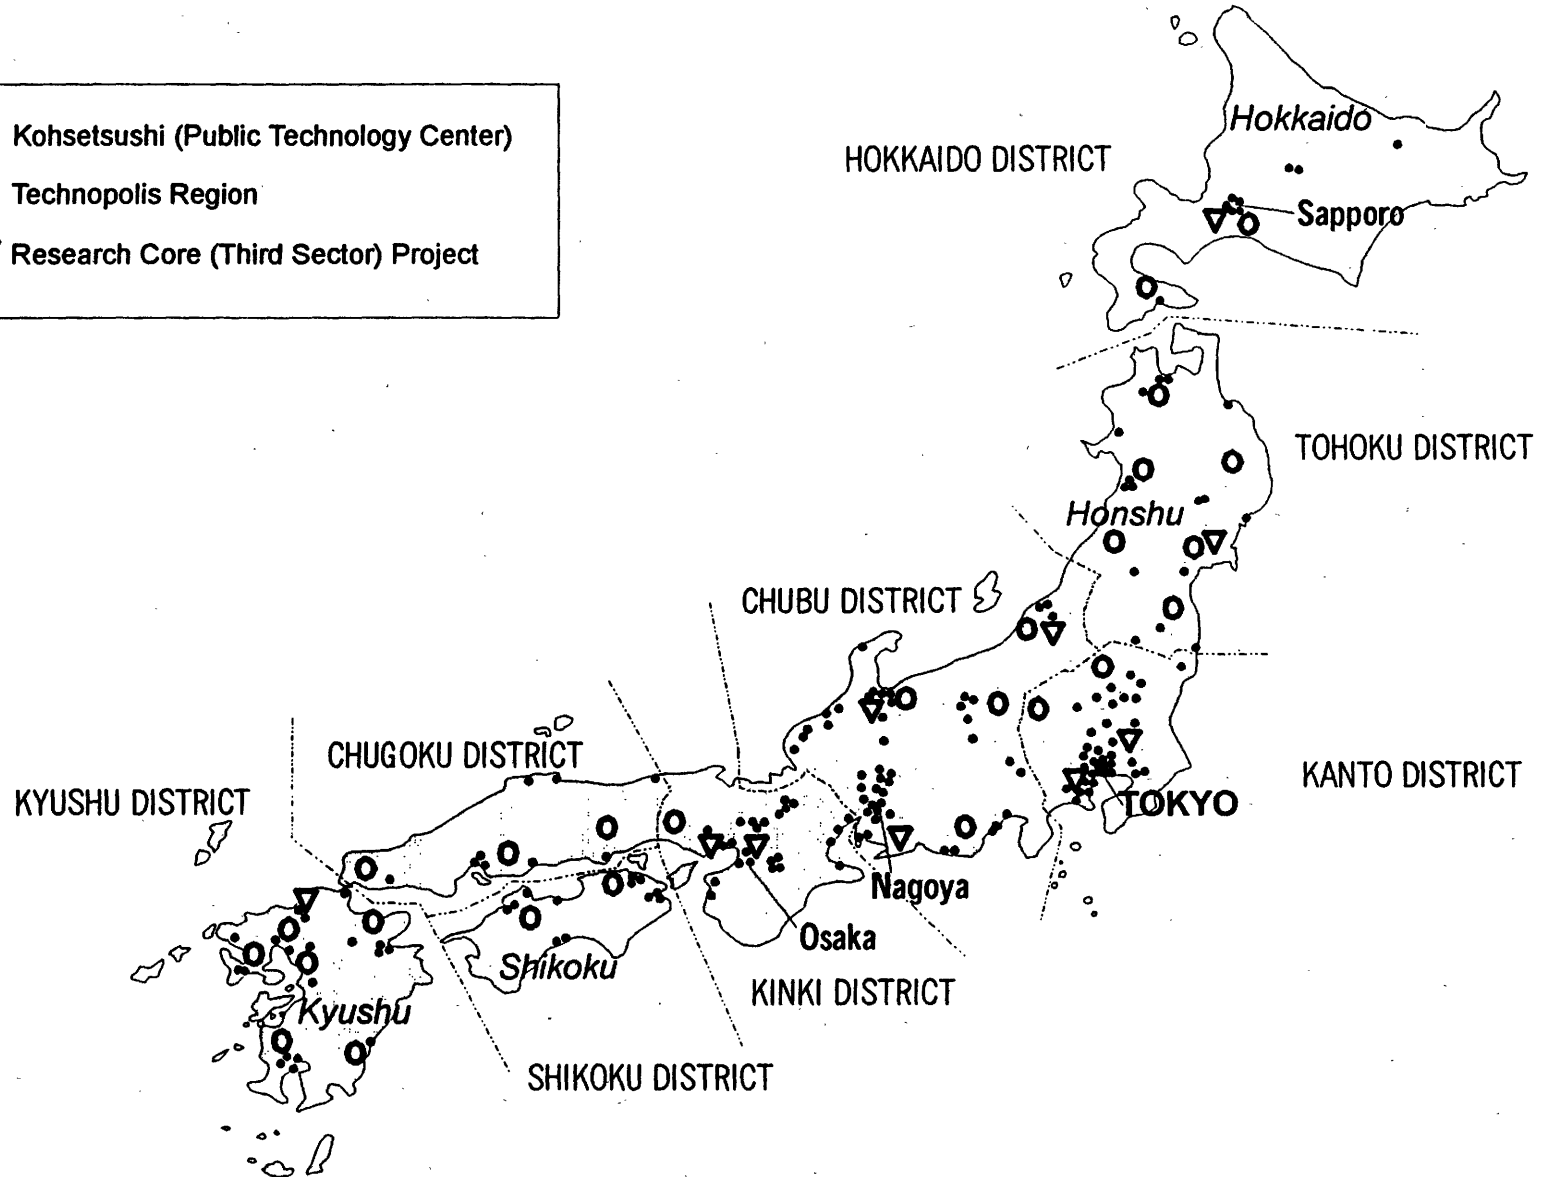 Hokkaido
Kohsetsushi (Public Technology Center)
HOKKAIDO DISTRICT
Technopolis Region
Sapporo
Research Core (Third Sector) Project
TOHOKU DISTRICT
Honshu
CHUBU DISTRICT
CHUGOKU DISTRICT
KANTO DISTRICT
KYUSHU DISTRICT
TOKYO
Nagoya
Osaka
Shikoku
KINKI DISTRICT
Kyushu
SHIKOKU DISTRICT